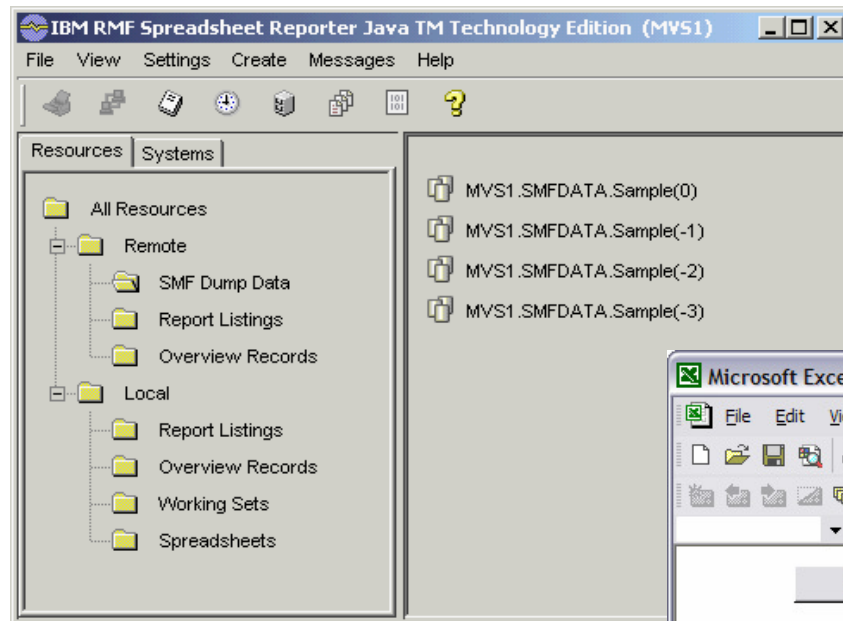 IBM RMF Spreadsheet Reporter Java TM Technology Edition (MVS1)
File View Settings Create Messages Help
Resources Systems
All Resources
Remote
SMF Dump Data
Report Listings
Overview Records
Local
Report Listings
Overview Records
Working Sets
Spreadsheets
MVS1.SMFDATA.Sample(0)
MVS1.SMFDATA.Sample(-1)
MVS1.SMFDATA.Sample(-2)
MVS1.SMFDATA.Sample(-3)
Microsoft Exce
File Edit Vi